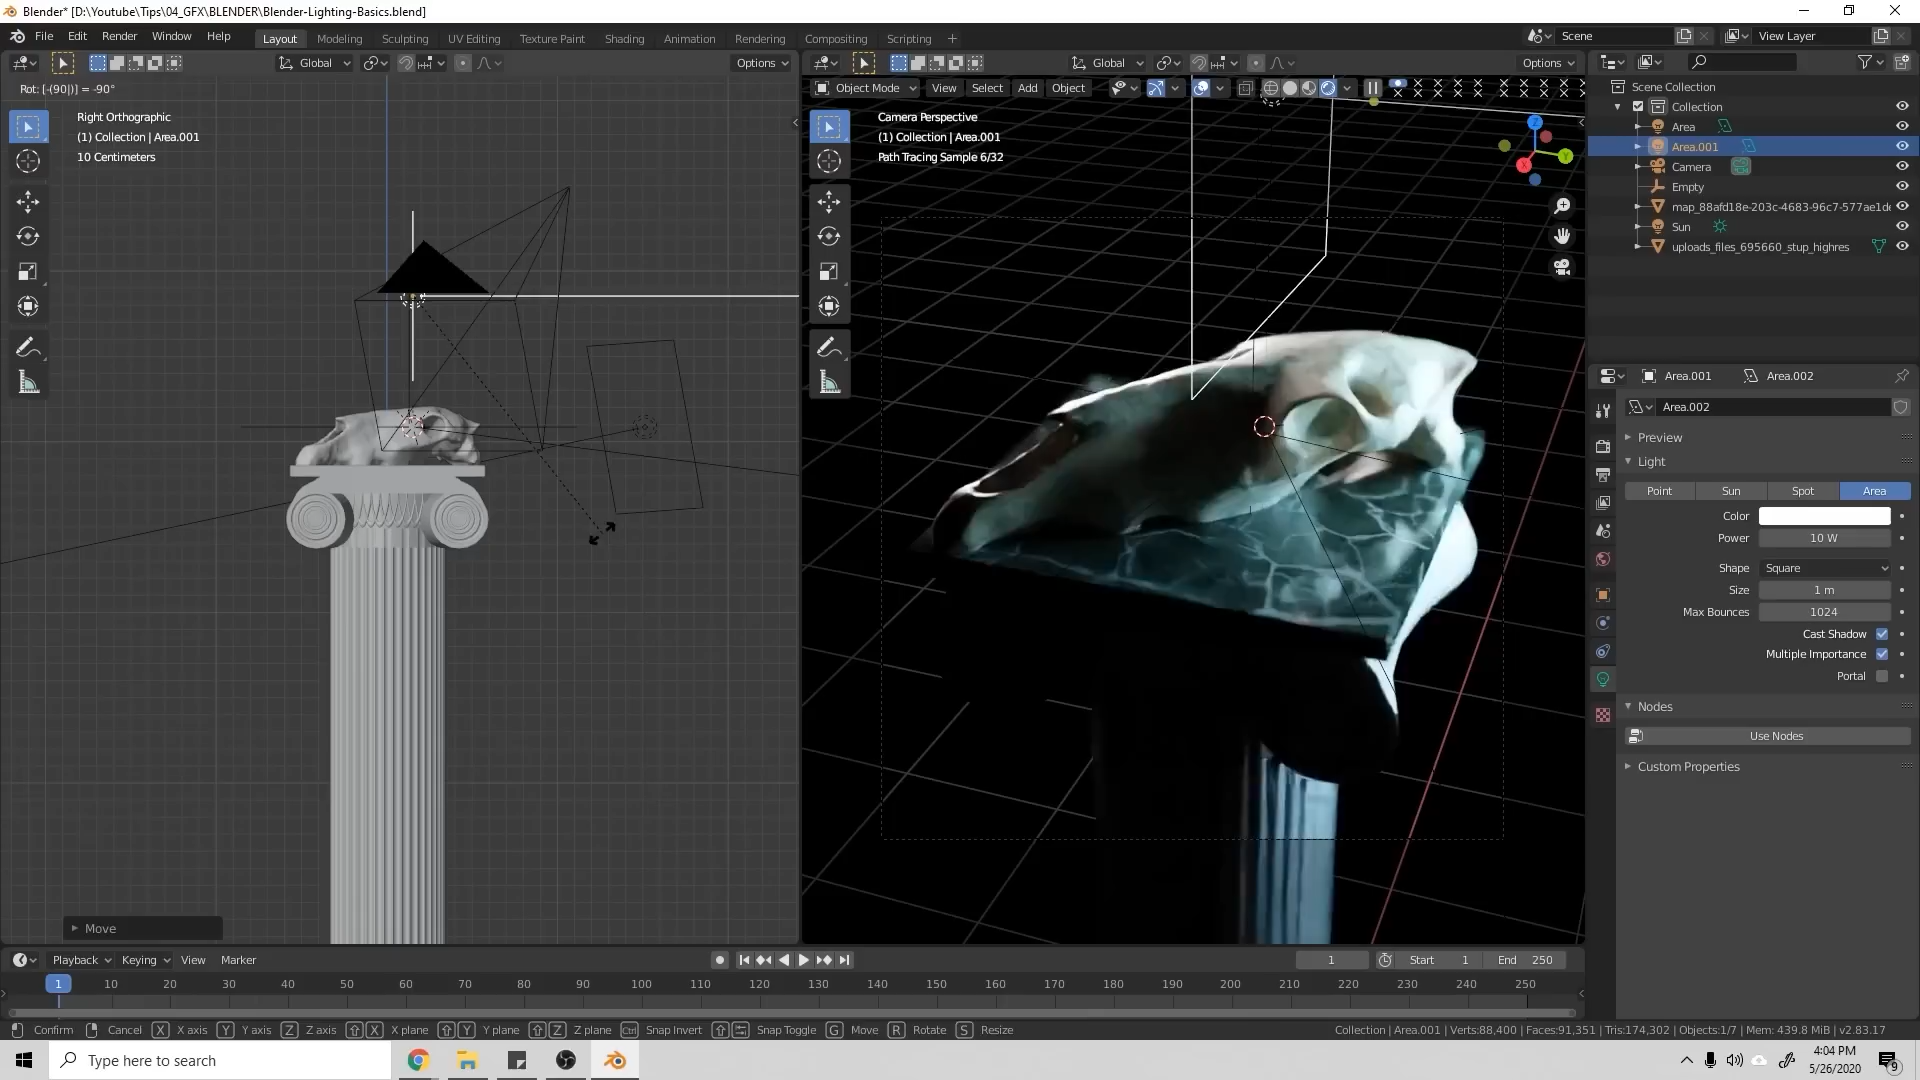 Blender* [D:\Youtube\Tips\04_GFX\BLENDER\Blender-Lighting-Basics.blend]
File Edit Render Window Help Layout Modeling Sculpting UV Editing Texture Paint Shading Animation Rendering Compositing Scripting + Scene View Layer
Global Options Global Options
Rot: [-(90|)] = -90° Object Mode View Select Add Object
Right Orthographic
(1) Collection | Area.001
10 Centimeters
Camera Perspective
(1) Collection | Area.001
Path Tracing Sample 6/32
Z
Y
X
Scene Collection
Collection
Area
Area.001
Camera
Empty
map_88afd18e-203c-4683-96c7-577ae1d
Sun
uploads_files_695660_stup_highres
Area.001 Area.002
Area.002
Preview
Light
Point Sun Spot Area
Color
Power 10 W
Shape Square
Size 1 m
Max Bounces 1024
Cast Shadow
Multiple Importance
Portal
Nodes
Use Nodes
Custom Properties
Move
Playback Keying View Marker 1 Start 1 End 250
1 10 20 30 40 50 60 70 80 90 100 110 120 130 140 150 160 170 180 190 200 210 220 230 240 250
Confirm Cancel X X axis Y Y axis Z Z axis X X plane Y Y plane Z Z plane Ctrl Snap Invert Snap Toggle G Move R Rotate S Resize Collection | Area.001 | Verts:88,400 | Faces:91,351 | Tris:174,302 | Objects:1/7 | Mem: 439.8 MiB | v2.83.17
Type here to search
4:04 PM
5/26/2020
9